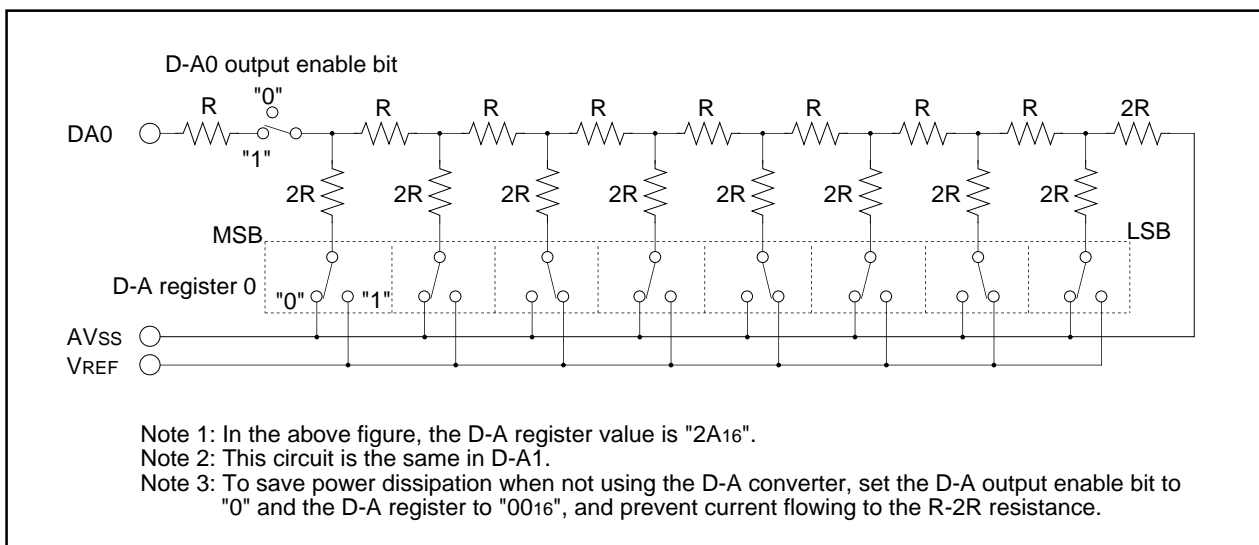 D-A0 output enable bit
"0"
R R R R R R R R 2R
DA0
"1"
2R 2R 2R 2R 2R 2R 2R 2R
MSB LSB
D-A register 0
"0" "1"
AVSS
VREF
Note 1: In the above figure, the D-A register value is "2A16".
Note 2: This circuit is the same in D-A1.
Note 3: To save power dissipation when not using the D-A converter, set the D-A output enable bit to
"0" and the D-A register to "0016", and prevent current flowing to the R-2R resistance.